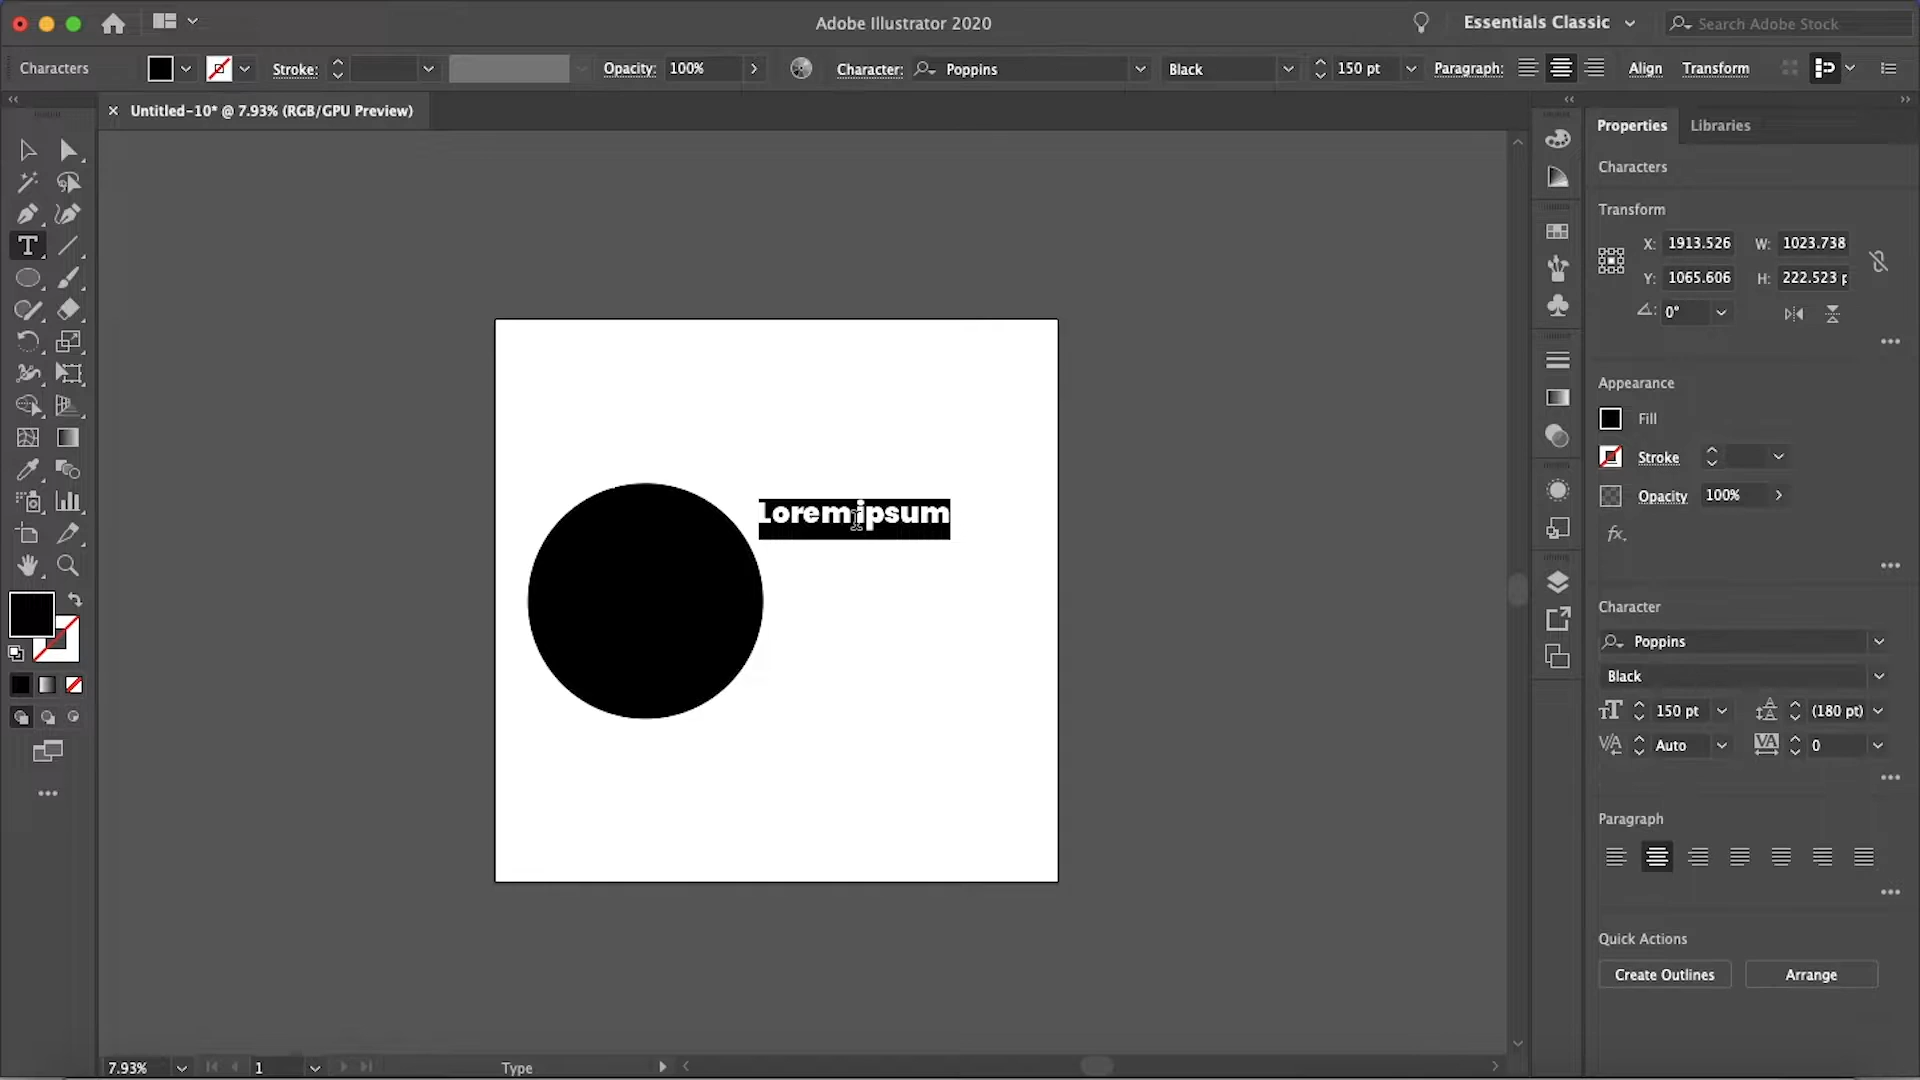 Adobe Illustrator 2020
Essentials Classic
Search Adobe Stock
Characters
Stroke:
Opacity: 100%
Character: Poppins
Black
150 pt
Paragraph:
Align
Transform
× Untitled-10* @ 7.93% (RGB/GPU Preview)
Properties
Libraries
Characters
Transform
X: 1913.526
W: 1023.738
Y: 1065.606
H: 222.523 p
0°
Appearance
Fill
Stroke
Opacity 100%
fx
Lorem ipsum
Character
Poppins
Black
150 pt
(180 pt)
Auto
0
Paragraph
Quick Actions
Create Outlines
Arrange
7.93%
1
Type